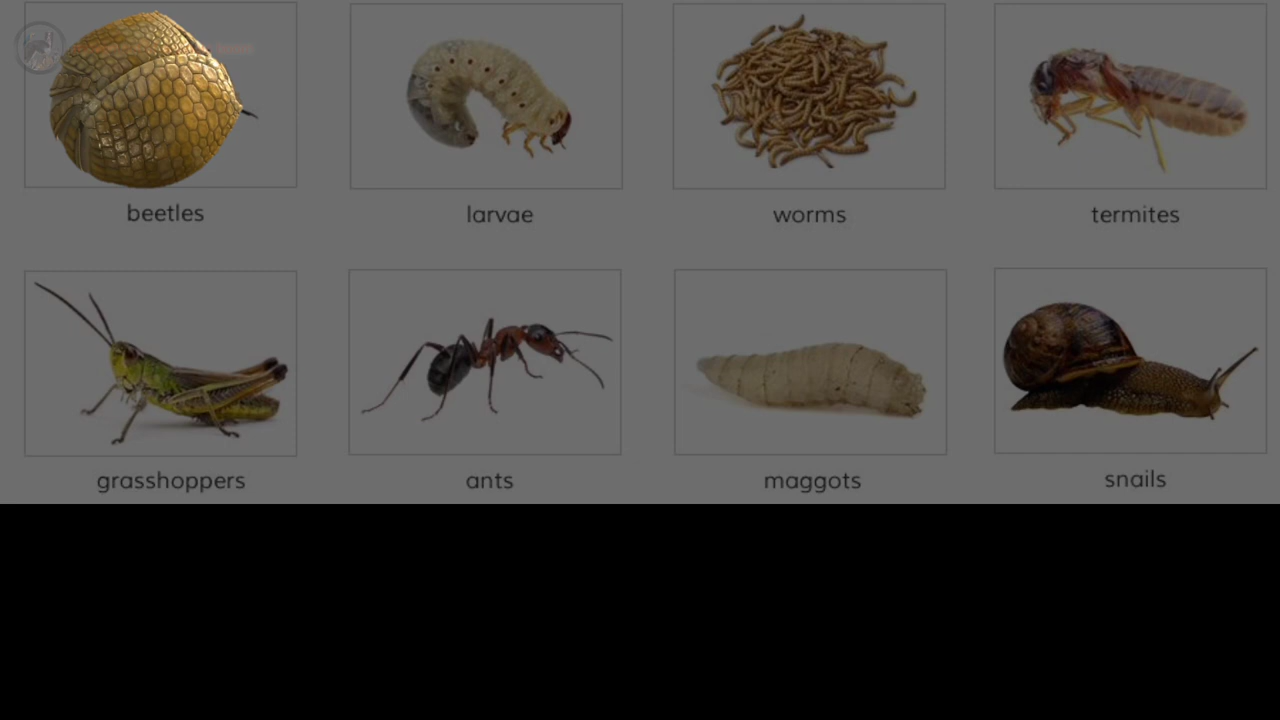 beetles
larvae
worms
termites
grasshoppers
ants
maggots
snails